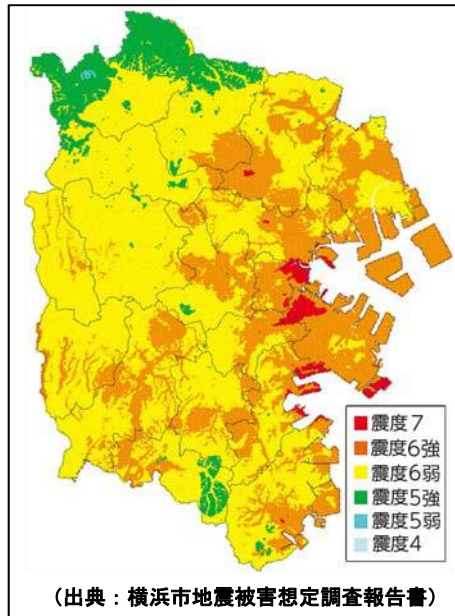 震度７
震度６強
震度６弱
震度５強
震度５弱
震度４
（出典：横浜市地震被害想定調査報告書）